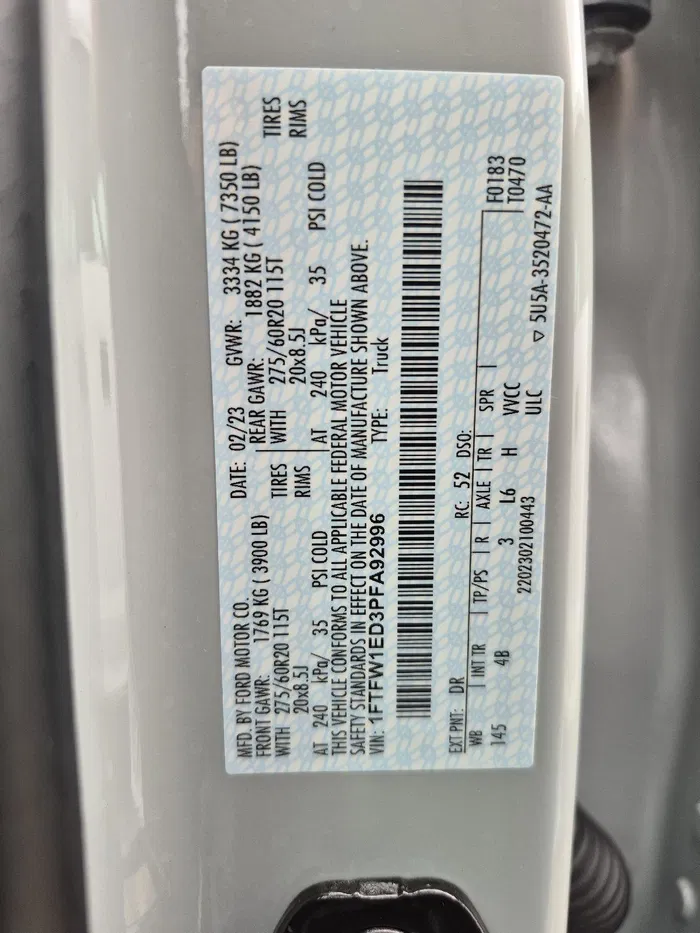 MFD. BY FORD MOTOR CO. DATE: 02/23 GVWR: 3334 KG ( 7350 LB)
FRONT GAWR: 1769 KG ( 3900 LB) REAR GAWR: 1882 KG ( 4150 LB)
WITH 275/60R20 115T TIRES WITH 275/60R20 115T TIRES
20x8.5J RIMS 20x8.5J RIMS
AT 240 kPa/ 35 PSI COLD AT 240 kPa/ 35 PSI COLD
THIS VEHICLE CONFORMS TO ALL APPLICABLE FEDERAL MOTOR VEHICLE
SAFETY STANDARDS IN EFFECT ON THE DATE OF MANUFACTURE SHOWN ABOVE.
VIN: 1FTFW1ED3PFA92996 TYPE: Truck
EXT PNT: DR RC: 52 DSO:
WB INT TR TP/PS R AXLE TR SPR F0183
145 4B 3 L6 H VVCC T0470
2202302100443 ULC
▽ 5U5A-3520472-AA